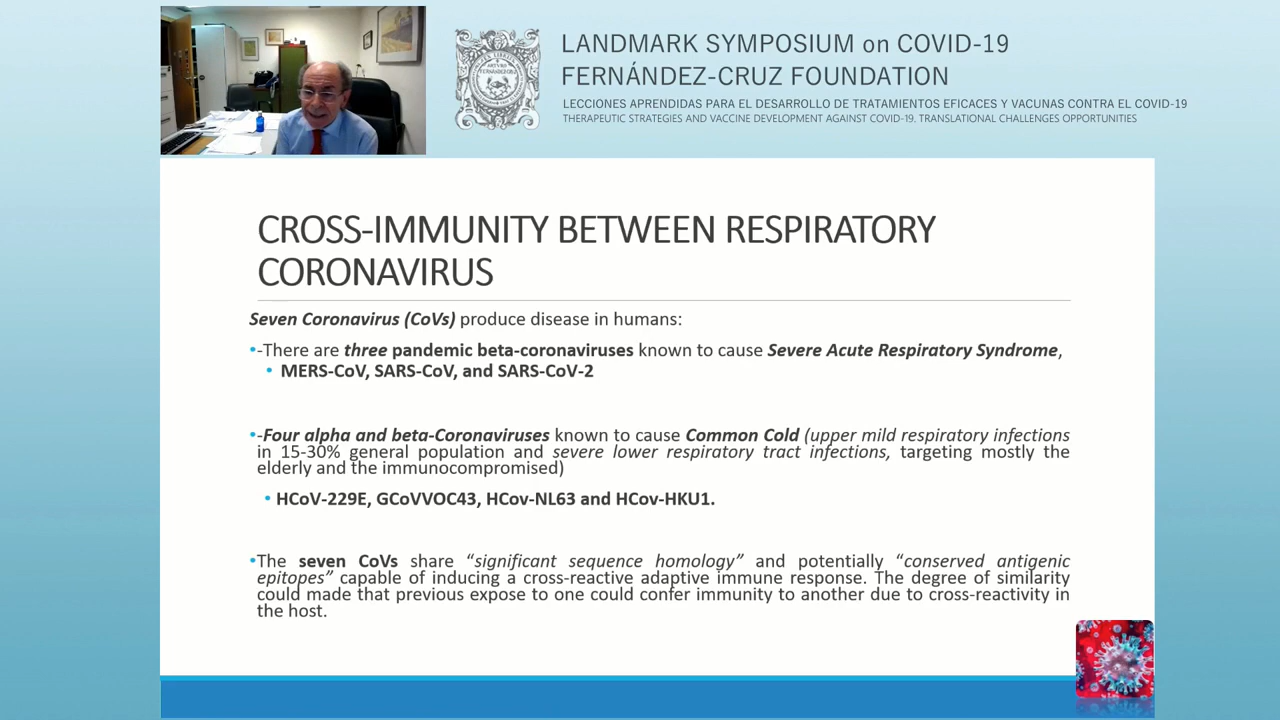 LANDMARK SYMPOSIUM on COVID-19
FERNÁNDEZ-CRUZ FOUNDATION
LECCIONES APRENDIDAS PARA EL DESARROLLO DE TRATAMIENTOS EFICACES Y VACUNAS CONTRA EL COVID-19
THERAPEUTIC STRATEGIES AND VACCINE DEVELOPMENT AGAINST COVID-19. TRANSLATIONAL CHALLENGES OPPORTUNITIES
CROSS-IMMUNITY BETWEEN RESPIRATORY
CORONAVIRUS
Seven Coronavirus (CoVs) produce disease in humans:
•-There are three pandemic beta-coronaviruses known to cause Severe Acute Respiratory Syndrome,
• MERS-CoV, SARS-CoV, and SARS-CoV-2
•-Four alpha and beta-Coronaviruses known to cause Common Cold (upper mild respiratory infections
in 15-30% general population and severe lower respiratory tract infections, targeting mostly the
elderly and the immunocompromised)
• HCoV-229E, GCoVVOC43, HCov-NL63 and HCov-HKU1.
•The seven CoVs share “significant sequence homology” and potentially “conserved antigenic
epitopes” capable of inducing a cross-reactive adaptive immune response. The degree of similarity
could made that previous expose to one could confer immunity to another due to cross-reactivity in
the host.